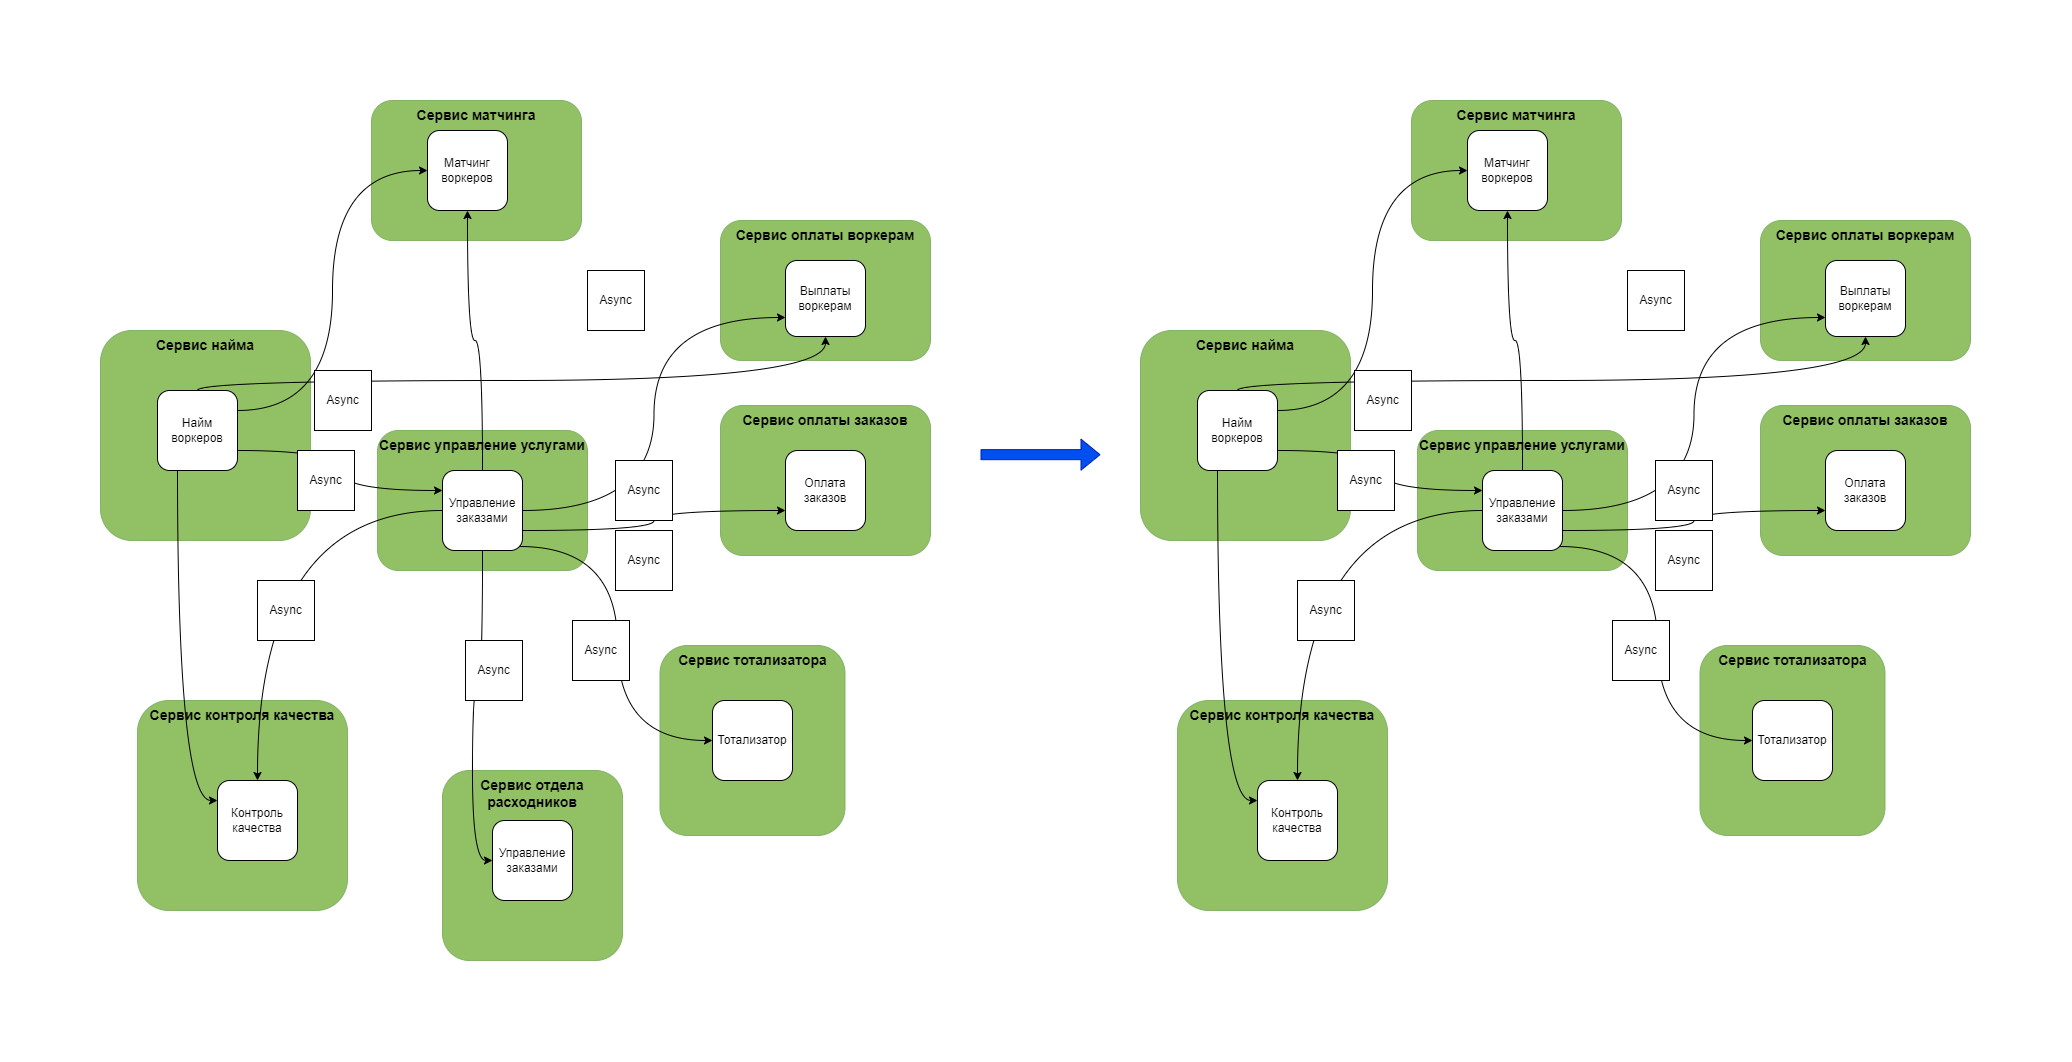 Сервис матчинга
Матчинг
воркеров
Сервис оплаты воркерам
Выплаты
воркерам
Async
Сервис найма
Найм
воркеров
Async
Async
Сервис управление услугами
Управление
заказами
Async
Async
Сервис оплаты заказов
Оплата
заказов
Async
Async
Async
Сервис тотализатора
Тотализатор
Сервис контроля качества
Контроль
качества
Сервис отдела
расходников
Управление
заказами
Сервис матчинга
Матчинг
воркеров
Сервис оплаты воркерам
Выплаты
воркерам
Async
Сервис найма
Найм
воркеров
Async
Async
Сервис управление услугами
Управление
заказами
Async
Async
Сервис оплаты заказов
Оплата
заказов
Async
Async
Сервис тотализатора
Тотализатор
Сервис контроля качества
Контроль
качества